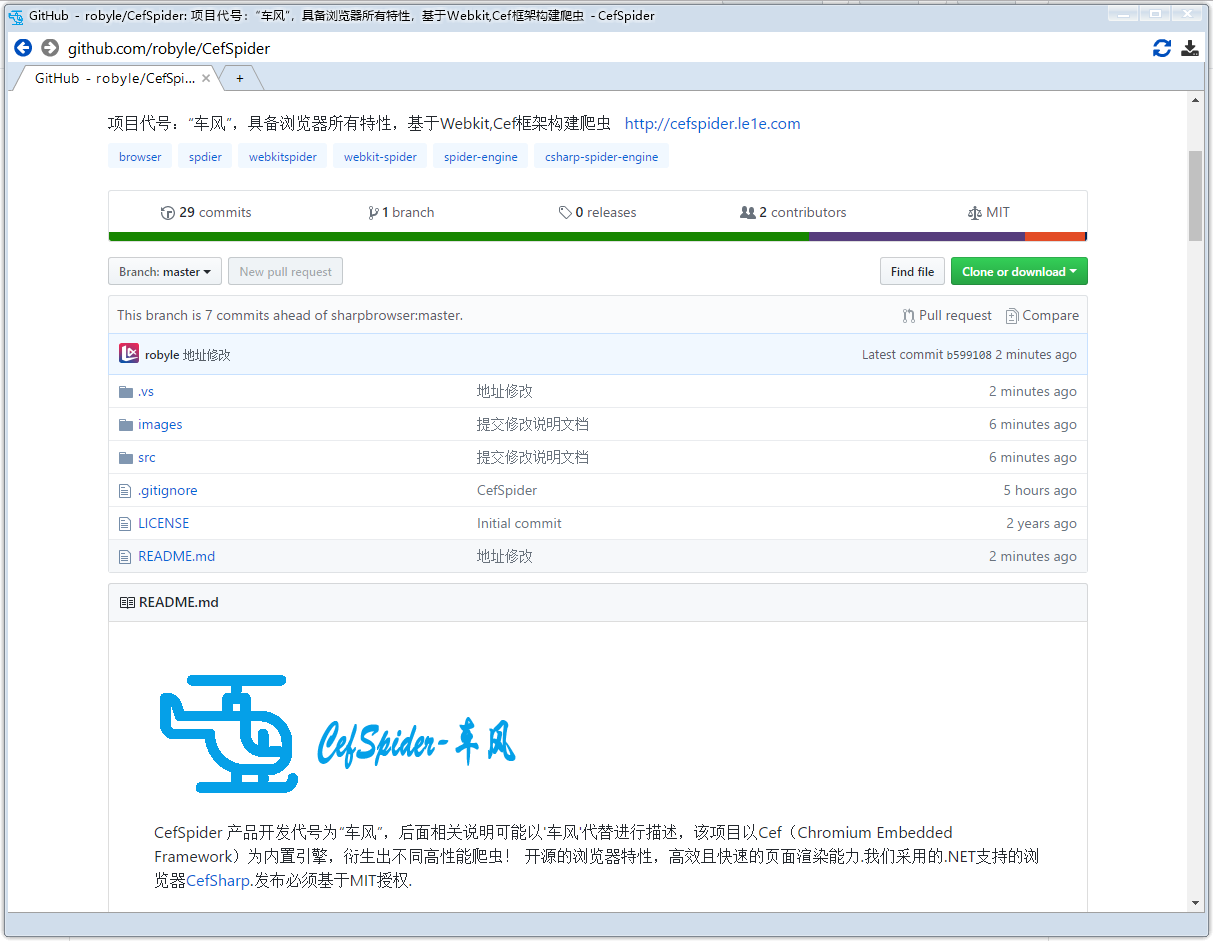 GitHub - robyle/CefSpider: 项目代号：“车风”，具备浏览器所有特性，基于Webkit,Cef框架构建爬虫 - CefSpider
github.com/robyle/CefSpider
GitHub - robyle/CefSpi... × +
项目代号：“车风”，具备浏览器所有特性，基于Webkit,Cef框架构建爬虫 http://cefspider.le1e.com
browser spdier webkitspider webkit-spider spider-engine csharp-spider-engine
29 commits 1 branch 0 releases 2 contributors MIT
Branch: master New pull request Find file Clone or download
This branch is 7 commits ahead of sharpbrowser:master. Pull request Compare
robyle 地址修改 Latest commit b599108 2 minutes ago
.vs 地址修改 2 minutes ago
images 提交修改说明文档 6 minutes ago
src 提交修改说明文档 6 minutes ago
.gitignore CefSpider 5 hours ago
LICENSE Initial commit 2 years ago
README.md 地址修改 2 minutes ago
README.md
CefSpider-车风
CefSpider 产品开发代号为“车风”，后面相关说明可能以'车风'代替进行描述，该项目以Cef（Chromium Embedded
Framework）为内置引擎，衍生出不同高性能爬虫！ 开源的浏览器特性，高效且快速的页面渲染能力.我们采用的.NET支持的浏
览器CefSharp.发布必须基于MIT授权.